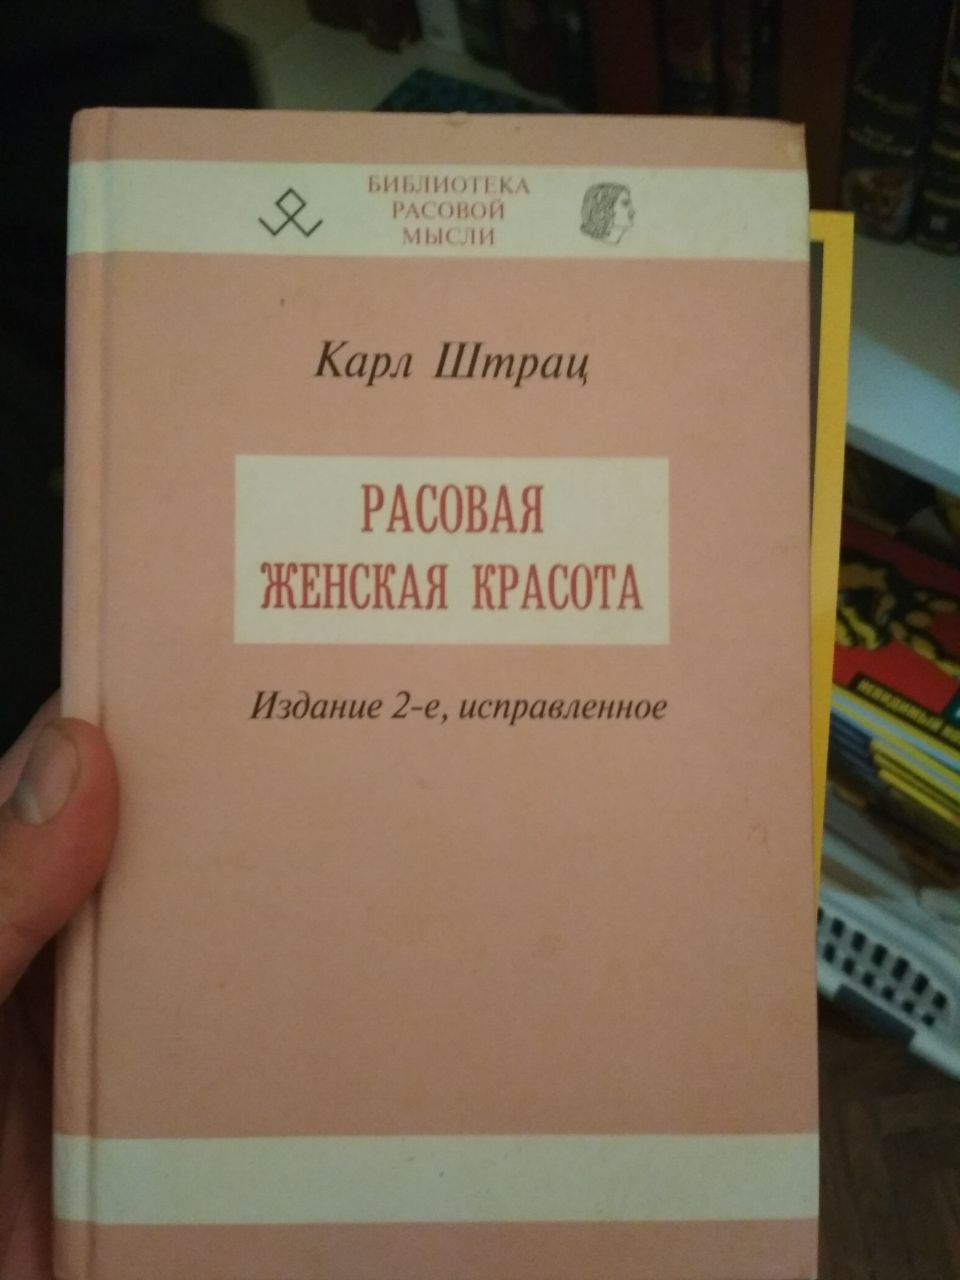 БИБЛИОТЕКА
РАСОВОЙ
МЫСЛИ
Карл Штрац
РАСОВАЯ
ЖЕНСКАЯ КРАСОТА
Издание 2-е, исправленное